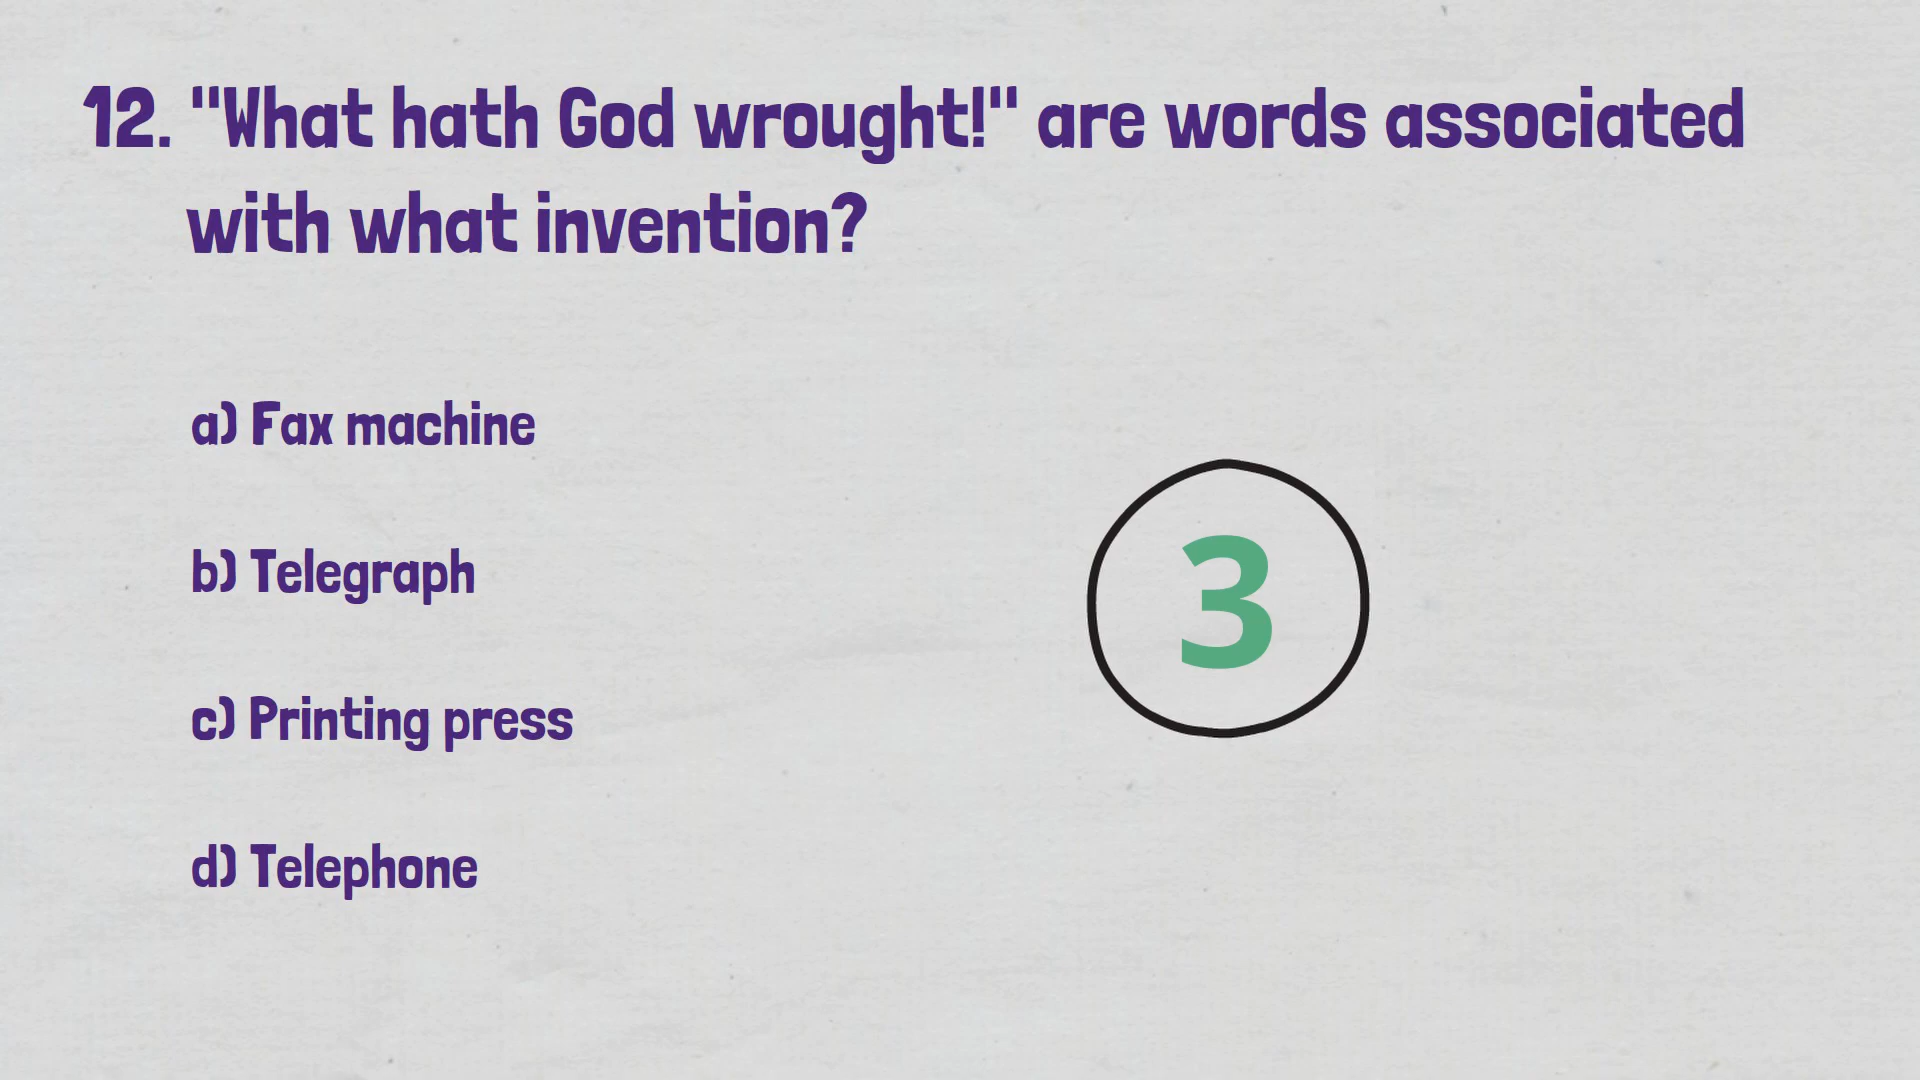 12. "What hath God wrought!" are words associated
with what invention?
a) Fax machine
b) Telegraph
3
c) Printing press
d) Telephone